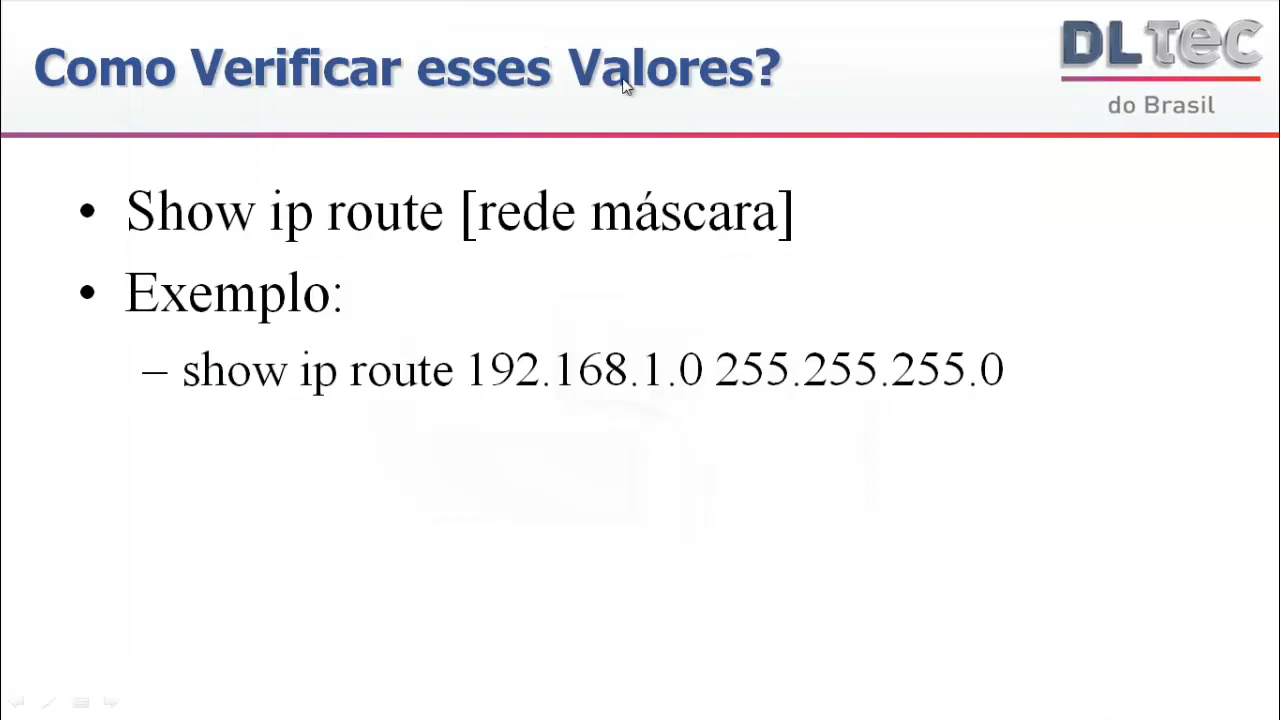 Como Verificar esses Valores?
DLTEC
do Brasil
• Show ip route [rede máscara]
• Exemplo:
– show ip route 192.168.1.0 255.255.255.0